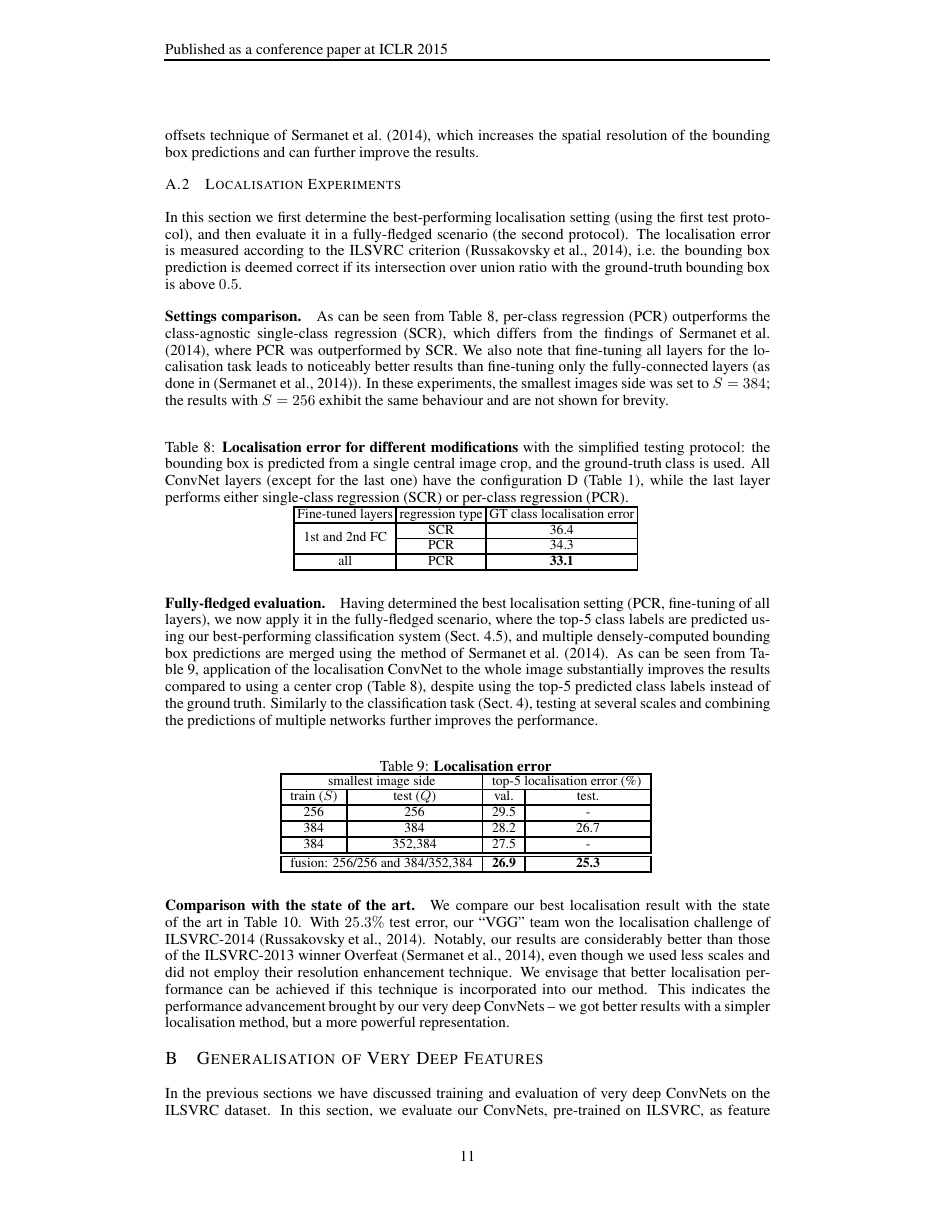 Published as a conference paper at ICLR 2015
offsets technique of Sermanet et al. (2014), which increases the spatial resolution of the bounding
box predictions and can further improve the results.
A.2 LOCALISATION EXPERIMENTS
In this section we first determine the best-performing localisation setting (using the first test proto-
col), and then evaluate it in a fully-fledged scenario (the second protocol). The localisation error
is measured according to the ILSVRC criterion (Russakovsky et al., 2014), i.e. the bounding box
prediction is deemed correct if its intersection over union ratio with the ground-truth bounding box
is above 0.5.
Settings comparison. As can be seen from Table 8, per-class regression (PCR) outperforms the
class-agnostic single-class regression (SCR), which differs from the findings of Sermanet et al.
(2014), where PCR was outperformed by SCR. We also note that fine-tuning all layers for the lo-
calisation task leads to noticeably better results than fine-tuning only the fully-connected layers (as
done in (Sermanet et al., 2014)). In these experiments, the smallest images side was set to S = 384;
the results with S = 256 exhibit the same behaviour and are not shown for brevity.
Table 8: Localisation error for different modifications with the simplified testing protocol: the
bounding box is predicted from a single central image crop, and the ground-truth class is used. All
ConvNet layers (except for the last one) have the configuration D (Table 1), while the last layer
performs either single-class regression (SCR) or per-class regression (PCR).
Fine-tuned layers regression type GT class localisation error
1st and 2nd FC SCR 36.4
PCR 34.3
all PCR 33.1
Fully-fledged evaluation. Having determined the best localisation setting (PCR, fine-tuning of all
layers), we now apply it in the fully-fledged scenario, where the top-5 class labels are predicted us-
ing our best-performing classification system (Sect. 4.5), and multiple densely-computed bounding
box predictions are merged using the method of Sermanet et al. (2014). As can be seen from Ta-
ble 9, application of the localisation ConvNet to the whole image substantially improves the results
compared to using a center crop (Table 8), despite using the top-5 predicted class labels instead of
the ground truth. Similarly to the classification task (Sect. 4), testing at several scales and combining
the predictions of multiple networks further improves the performance.
Table 9: Localisation error
smallest image side top-5 localisation error (%)
train (S) test (Q) val. test.
256 256 29.5 -
384 384 28.2 26.7
384 352,384 27.5 -
fusion: 256/256 and 384/352,384 26.9 25.3
Comparison with the state of the art. We compare our best localisation result with the state
of the art in Table 10. With 25.3% test error, our “VGG” team won the localisation challenge of
ILSVRC-2014 (Russakovsky et al., 2014). Notably, our results are considerably better than those
of the ILSVRC-2013 winner Overfeat (Sermanet et al., 2014), even though we used less scales and
did not employ their resolution enhancement technique. We envisage that better localisation per-
formance can be achieved if this technique is incorporated into our method. This indicates the
performance advancement brought by our very deep ConvNets – we got better results with a simpler
localisation method, but a more powerful representation.
B GENERALISATION OF VERY DEEP FEATURES
In the previous sections we have discussed training and evaluation of very deep ConvNets on the
ILSVRC dataset. In this section, we evaluate our ConvNets, pre-trained on ILSVRC, as feature
11